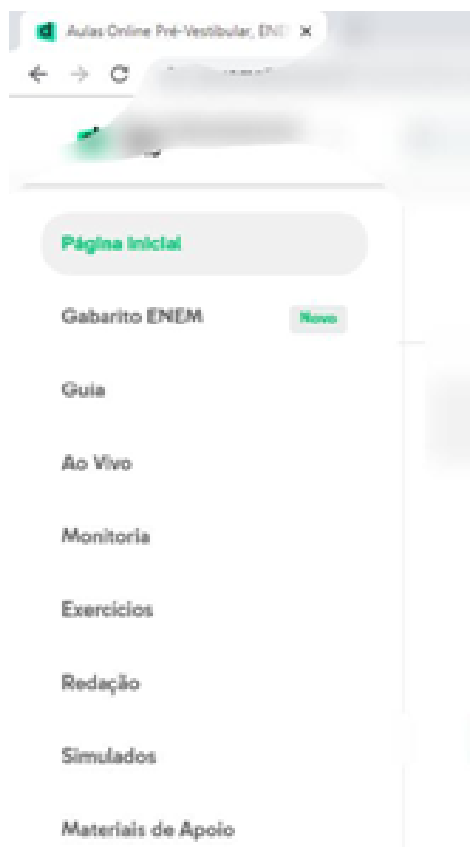 Aulas Online Pré-Vestibular, EN
Página Inicial
Gabarito ENEM
Novo
Guia
Ao Vivo
Monitoria
Exercícios
Redação
Simulados
Materiais de Apoio